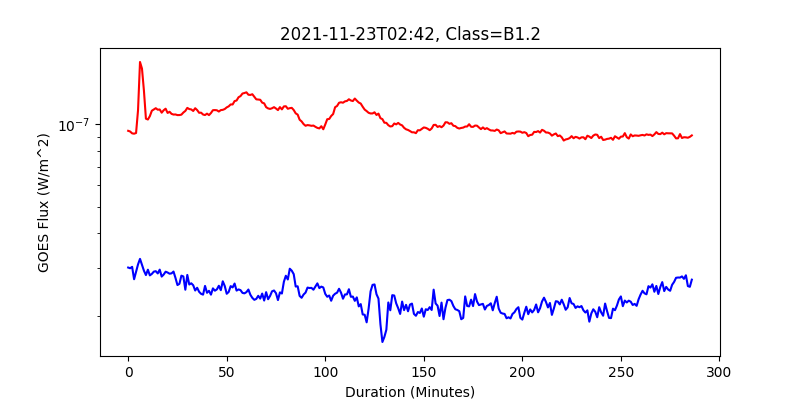 2021-11-23T02:42, Class=B1.2
GOES Flux (W/m^2)
10⁻⁷
0 50 100 150 200 250 300
Duration (Minutes)